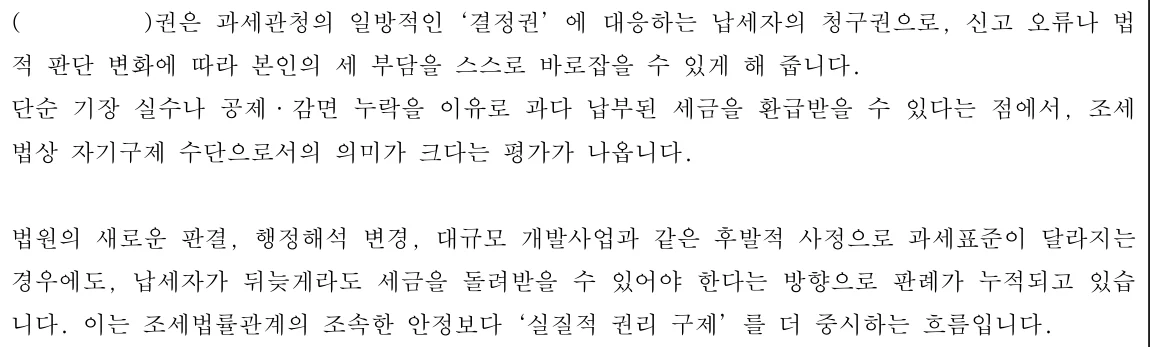 (          )권은 과세관청의 일방적인 ‘결정권’ 에 대응하는 납세자의 청구권으로, 신고 오류나 법
적 판단 변화에 따라 본인의 세 부담을 스스로 바로잡을 수 있게 해 줍니다.
단순 기장 실수나 공제·감면 누락을 이유로 과다 납부된 세금을 환급받을 수 있다는 점에서, 조세
법상 자기구제 수단으로서의 의미가 크다는 평가가 나옵니다.
법원의 새로운 판결, 행정해석 변경, 대규모 개발사업과 같은 후발적 사정으로 과세표준이 달라지는
경우에도, 납세자가 뒤늦게라도 세금을 돌려받을 수 있어야 한다는 방향으로 판례가 누적되고 있습
니다. 이는 조세법률관계의 조속한 안정보다 ‘실질적 권리 구제’ 를 더 중시하는 흐름입니다.